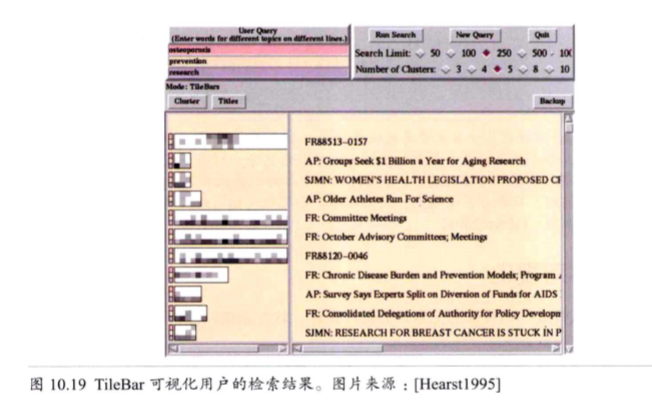 User Query
(Enter words for different topics on different lines.)
osteoporosis
prevention
research
Run Search New Query Quit
Search Limit: 50 100 250 500 100
Number of Clusters: 3 4 5 8 10
Mode: TileBars
Cluster Titles Backup
FR88513-0157
AP: Groups Seek $1 Billion a Year for Aging Research
SJMN: WOMEN'S HEALTH LEGISLATION PROPOSED CI
AP: Older Athletes Run For Science
FR: Committee Meetings
FR: October Advisory Committees; Meetings
FR88120-0046
FR: Chronic Disease Burden and Prevention Models; Program
AP: Survey Says Experts Split on Diversion of Funds for AIDS
FR: Consolidated Delegations of Authority for Policy Developm
SJMN: RESEARCH FOR BREAST CANCER IS STUCK IN P
图 10.19 TileBar 可视化用户的检索结果。图片来源：[Hearst1995]